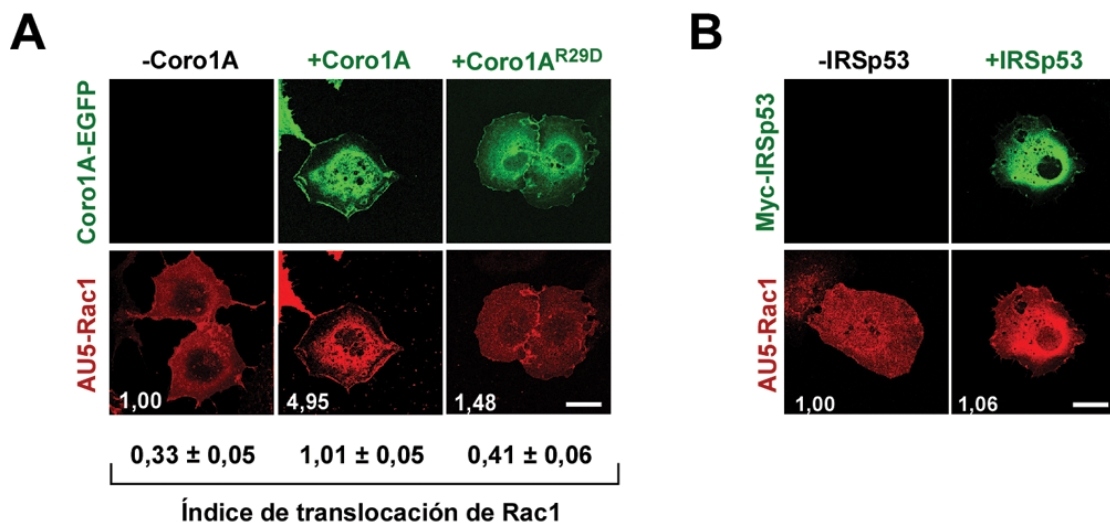 A
-Coro1A
+Coro1A
+Coro1A^R29D
Coro1A-EGFP
AU5-Rac1
1,00
4,95
1,48
0,33 ± 0,05
1,01 ± 0,05
0,41 ± 0,06
Índice de translocación de Rac1
B
-IRSp53
+IRSp53
Myc-IRSp53
AU5-Rac1
1,00
1,06